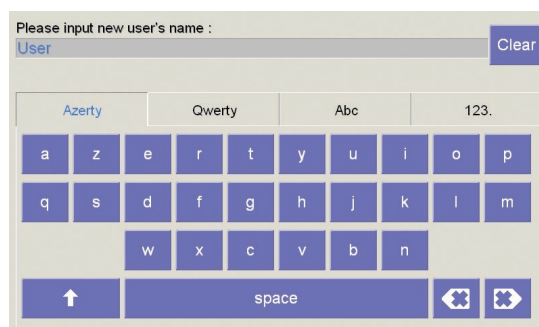 Please input new user's name :
User
Clear
Azerty Qwerty Abc 123.
a z e r t y u i o p
q s d f g h j k l m
w x c v b n
space